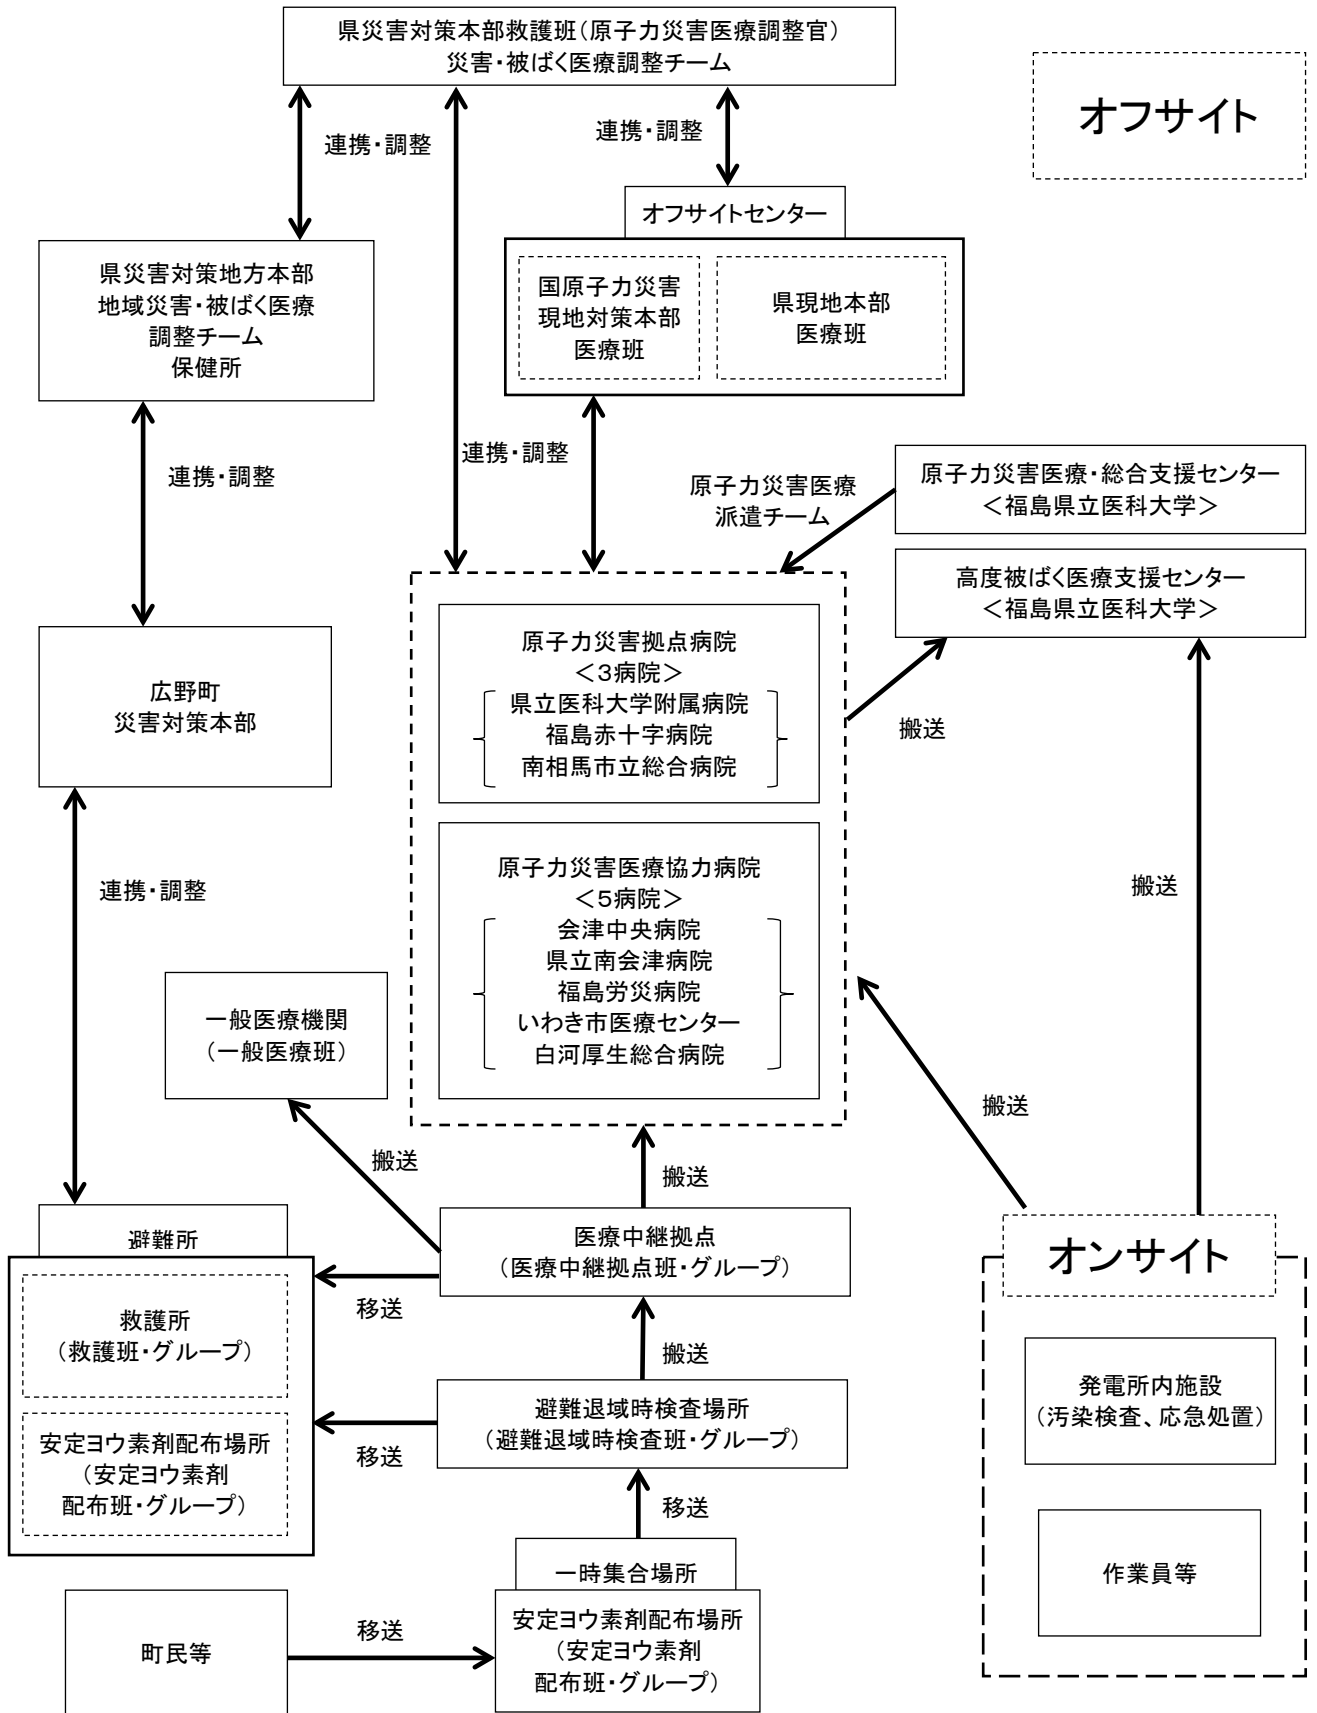 県災害対策本部救護班(原子力災害医療調整官)
災害・被ばく医療調整チーム
オフサイト
連携・調整
連携・調整
オフサイトセンター
県災害対策地方本部
地域災害・被ばく医療
調整チーム
保健所
国原子力災害
現地対策本部
医療班
県現地本部
医療班
連携・調整
連携・調整
原子力災害医療
派遣チーム
原子力災害医療・総合支援センター
<福島県立医科大学>
高度被ばく医療支援センター
<福島県立医科大学>
広野町
災害対策本部
原子力災害拠点病院
<3病院>
県立医科大学附属病院
福島赤十字病院
南相馬市立総合病院
搬送
原子力災害医療協力病院
<5病院>
会津中央病院
県立南会津病院
福島労災病院
いわき市医療センター
白河厚生総合病院
連携・調整
搬送
一般医療機関
(一般医療班)
搬送
搬送
搬送
避難所
救護所
(救護班・グループ)
安定ヨウ素剤配布場所
(安定ヨウ素剤
配布班・グループ)
医療中継拠点
(医療中継拠点班・グループ)
移送
搬送
避難退域時検査場所
(避難退域時検査班・グループ)
移送
移送
オンサイト
発電所内施設
(汚染検査、応急処置)
作業員等
一時集合場所
安定ヨウ素剤配布場所
(安定ヨウ素剤
配布班・グループ)
町民等
移送